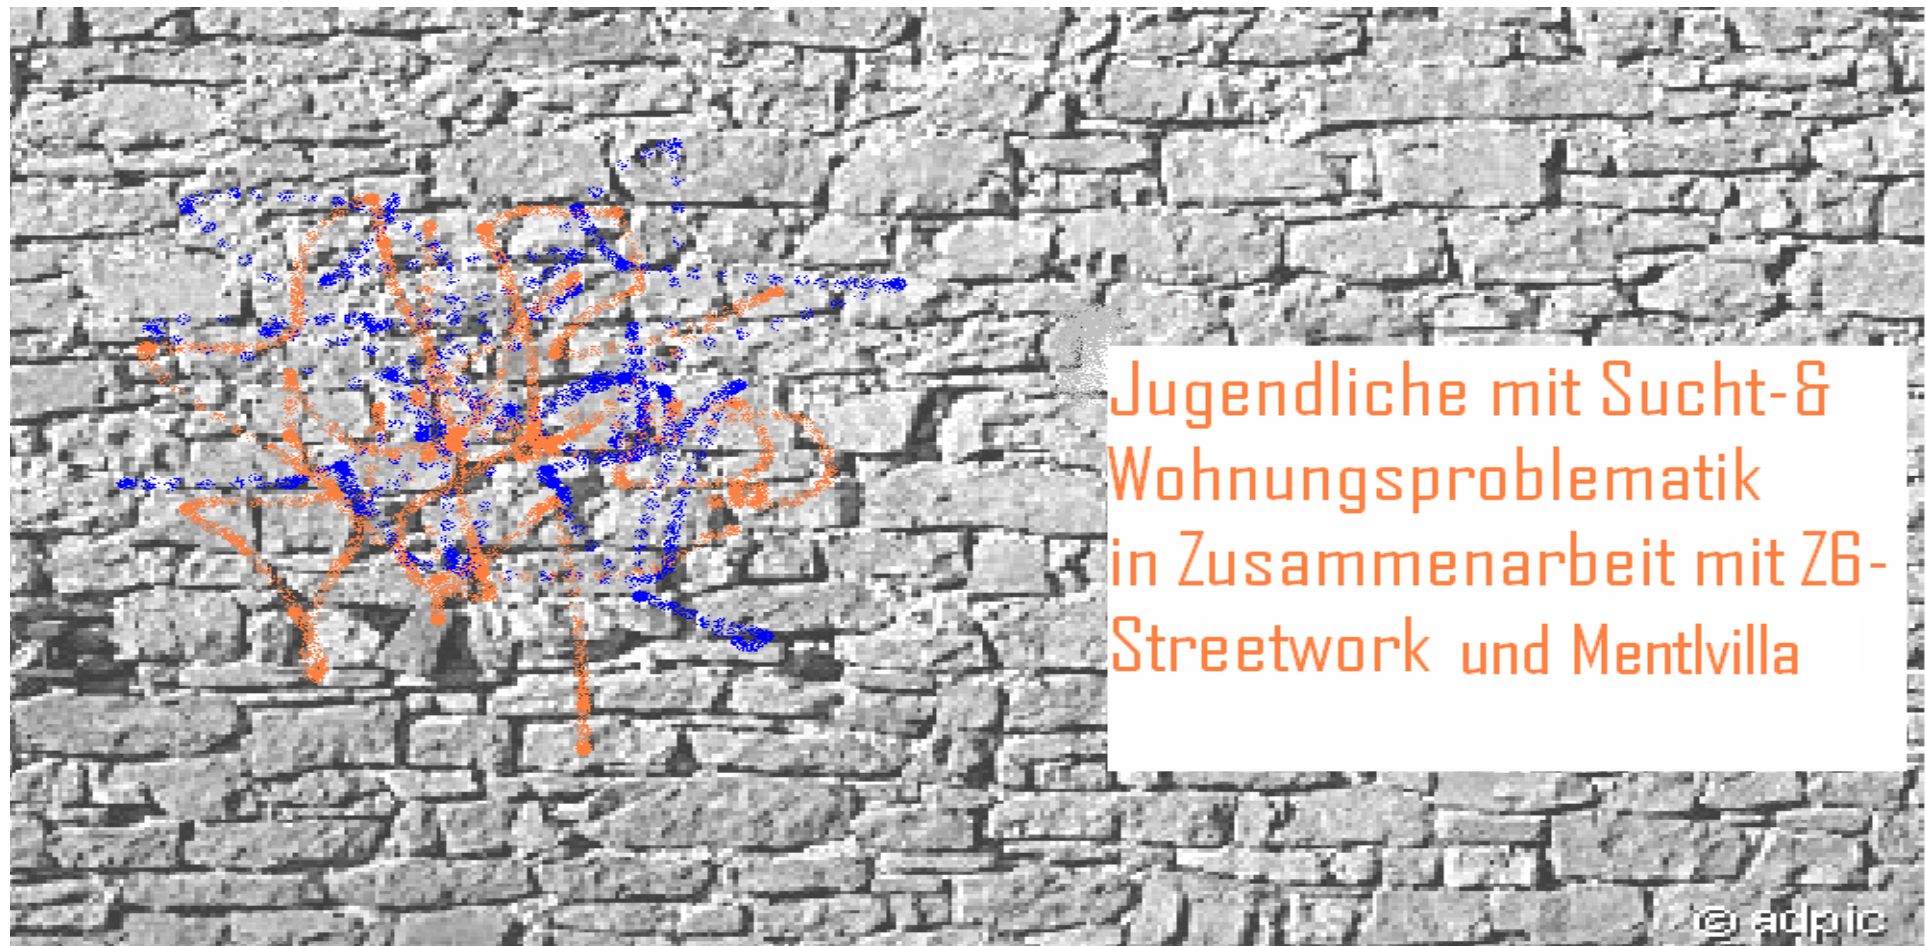 Jugendliche mit Sucht-&
Wohnungsproblematik
in Zusammenarbeit mit Z6-
Streetwork und Mentlvilla
© adpic